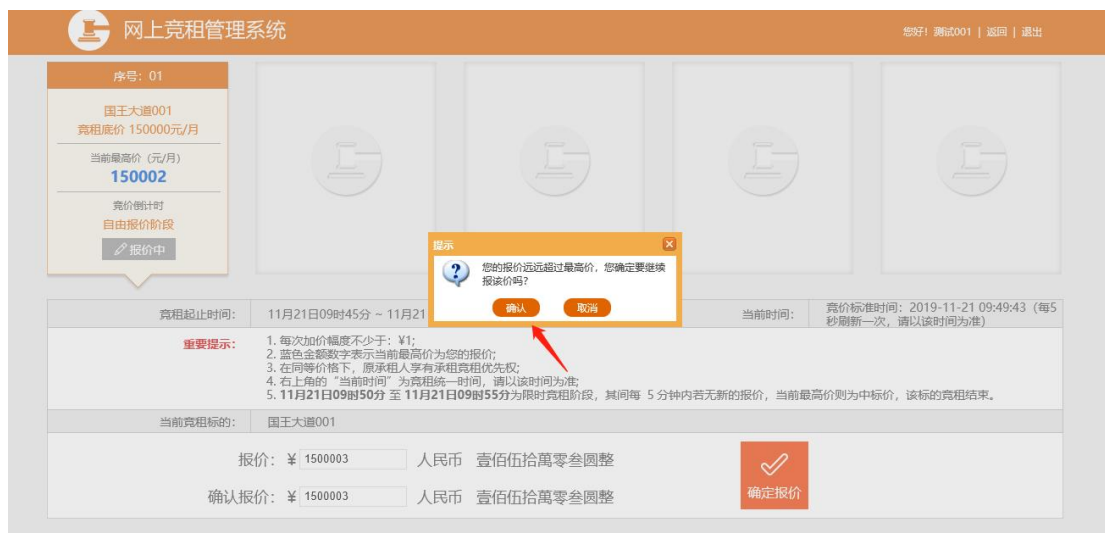 网上竞租管理系统
您好！测试001 | 返回 | 退出
序号：01
国王大道001
竞租底价 150000元/月
当前最高价（元/月）
150002
竞价倒计时
自由报价阶段
报价中
提示
您的报价远远超过最高价，您确定要继续
报该价吗？
确认
取消
竞租起止时间：
11月21日09时45分 ~ 11月21
当前时间：
竞价标准时间：2019-11-21 09:49:43（每5
秒刷新一次，请以该时间为准）
重要提示：
1. 每次加价幅度不少于：¥1;
2. 蓝色金额数字表示当前最高价为您的报价;
3. 在同等价格下，原承租人享有承租竞租优先权;
4. 右上角的“当前时间”为竞租统一时间，请以该时间为准;
5. 11月21日09时50分 至 11月21日09时55分为限时竞租阶段，其间每 5 分钟内若无新的报价，当前最高价则为中标价，该标的竞租结束。
当前竞租标的：
国王大道001
报价：¥ 1500003 人民币 壹佰伍拾萬零叁圆整
确认报价：¥ 1500003 人民币 壹佰伍拾萬零叁圆整
确定报价